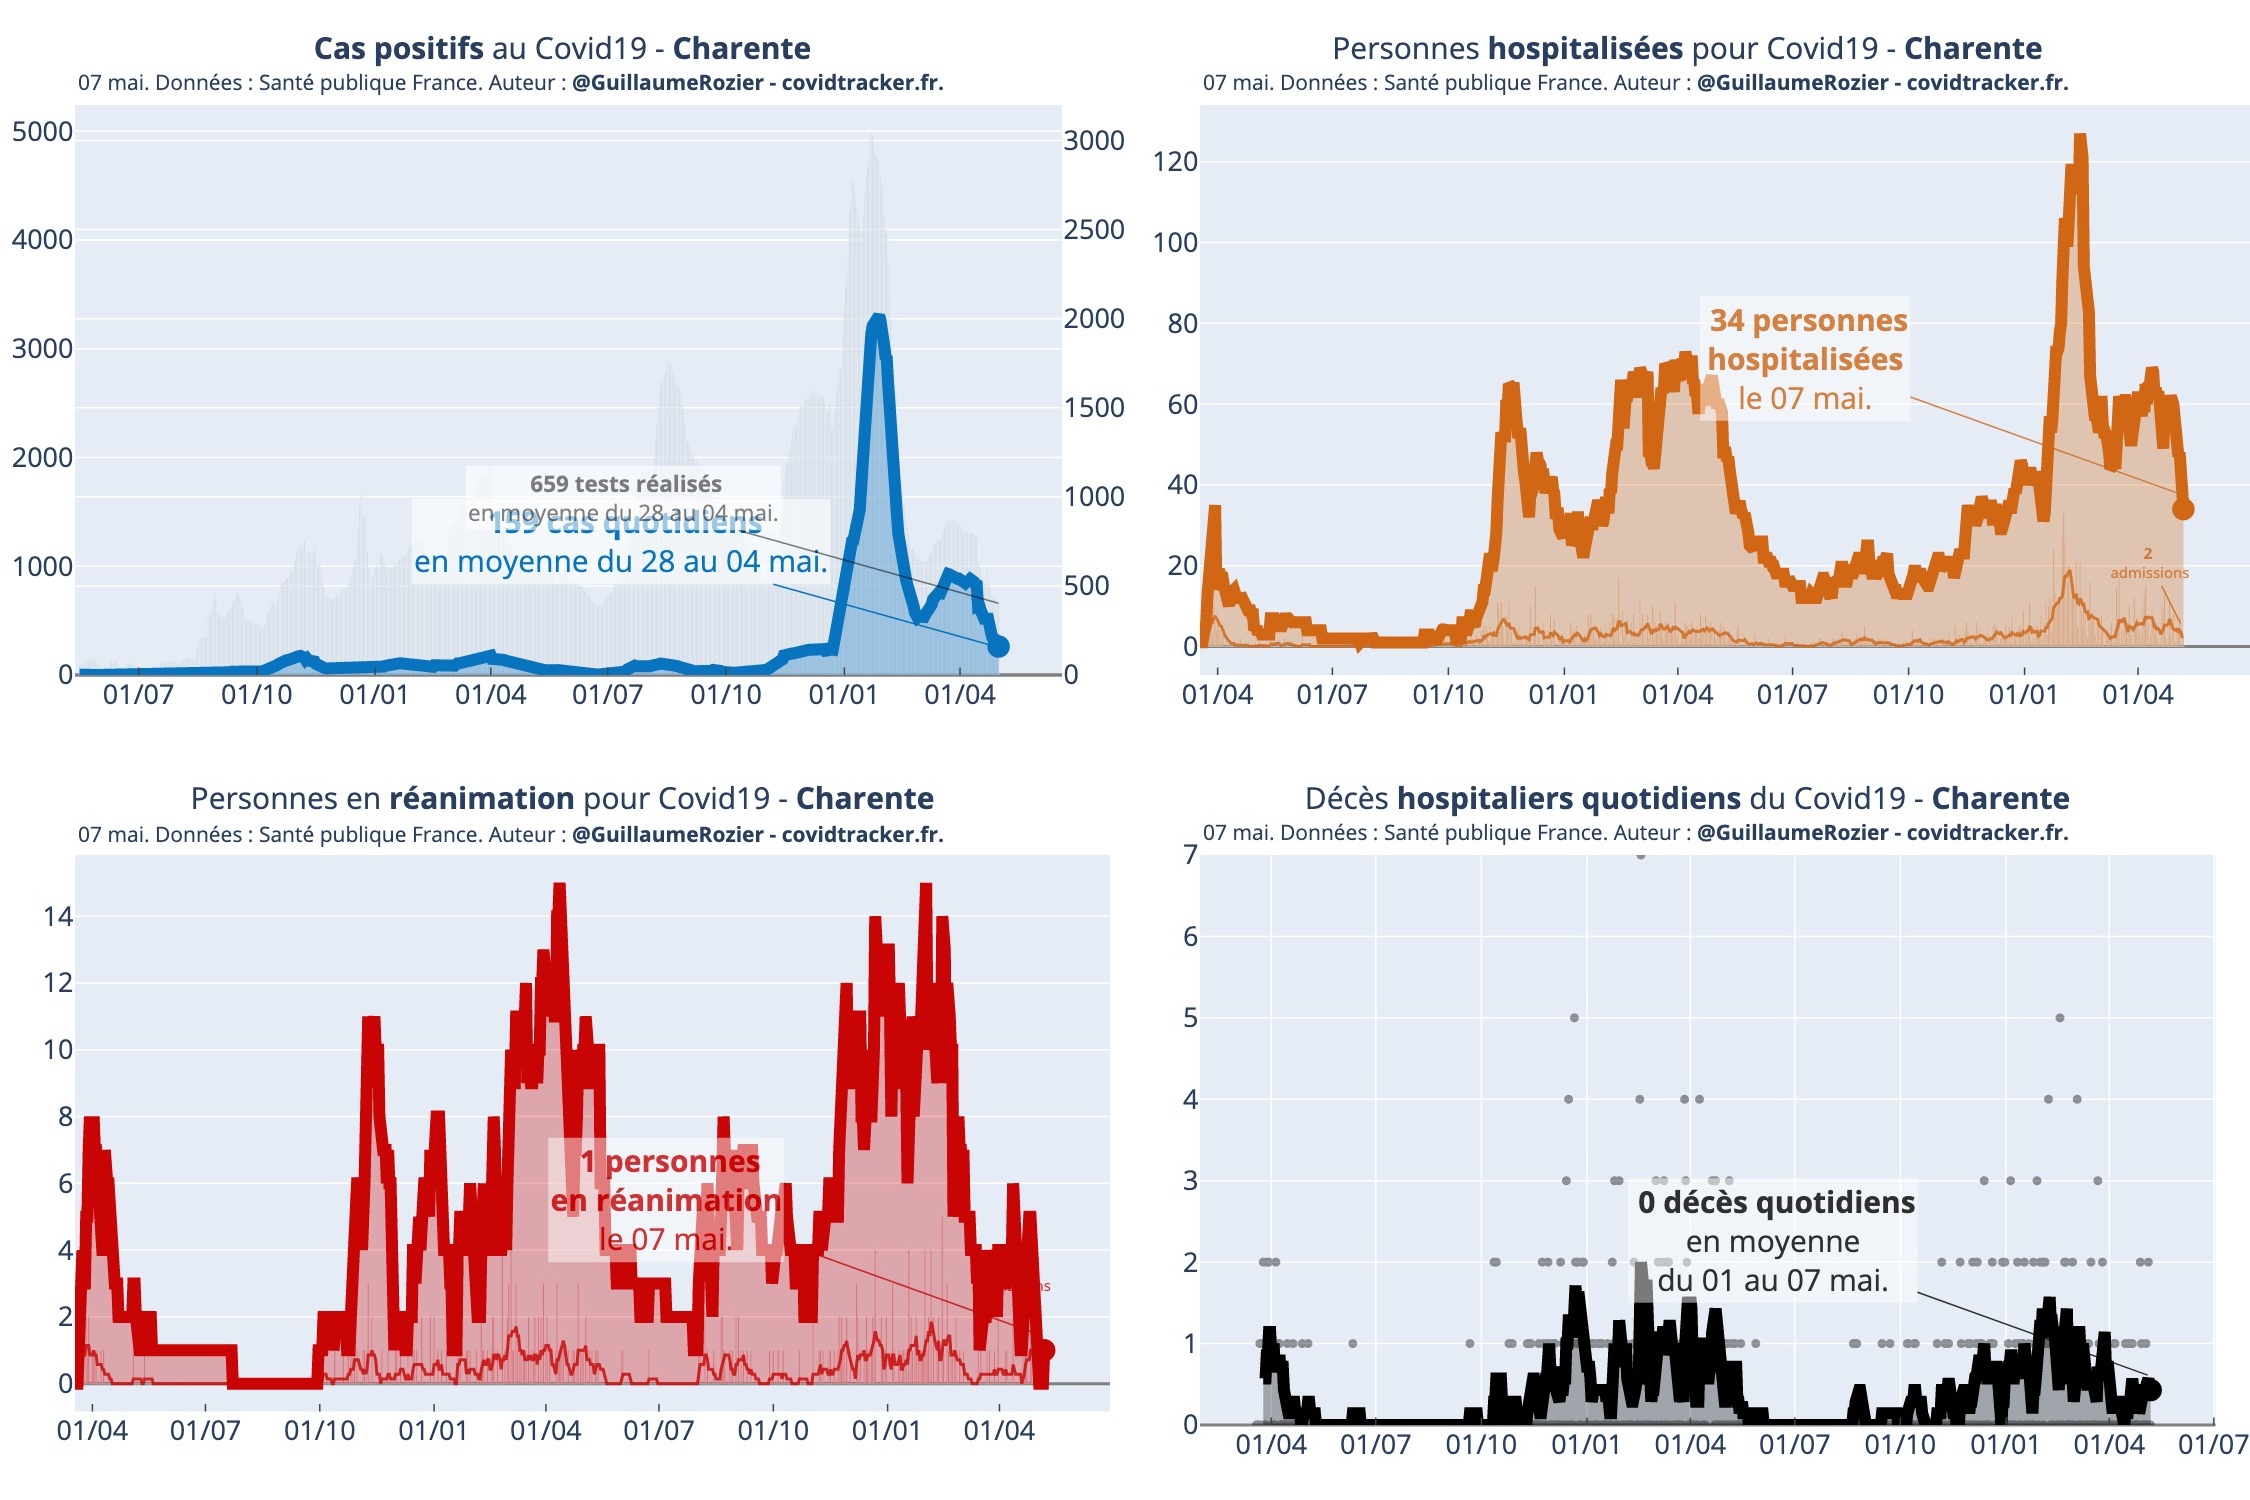 Cas positifs au Covid19 - Charente
07 mai. Données : Santé publique France. Auteur : @GuillaumeRozier - covidtracker.fr.
5000
4000
3000
2000
1000
0
3000
2500
2000
1500
1000
500
0
659 tests réalisés
en moyenne du 28 au 04 mai.
159 cas quotidiens
en moyenne du 28 au 04 mai.
01/07 01/10 01/01 01/04 01/07 01/10 01/01 01/04
Personnes hospitalisées pour Covid19 - Charente
07 mai. Données : Santé publique France. Auteur : @GuillaumeRozier - covidtracker.fr.
120
100
80
60
40
20
0
34 personnes
hospitalisées
le 07 mai.
2
admissions
01/04 01/07 01/10 01/01 01/04 01/07 01/10 01/01 01/04
Personnes en réanimation pour Covid19 - Charente
07 mai. Données : Santé publique France. Auteur : @GuillaumeRozier - covidtracker.fr.
14
12
10
8
6
4
2
0
1 personnes
en réanimation
le 07 mai.
01/04 01/07 01/10 01/01 01/04 01/07 01/10 01/01 01/04
Décès hospitaliers quotidiens du Covid19 - Charente
07 mai. Données : Santé publique France. Auteur : @GuillaumeRozier - covidtracker.fr.
7
6
5
4
3
2
1
0
0 décès quotidiens
en moyenne
du 01 au 07 mai.
01/04 01/07 01/10 01/01 01/04 01/07 01/10 01/01 01/04 01/07